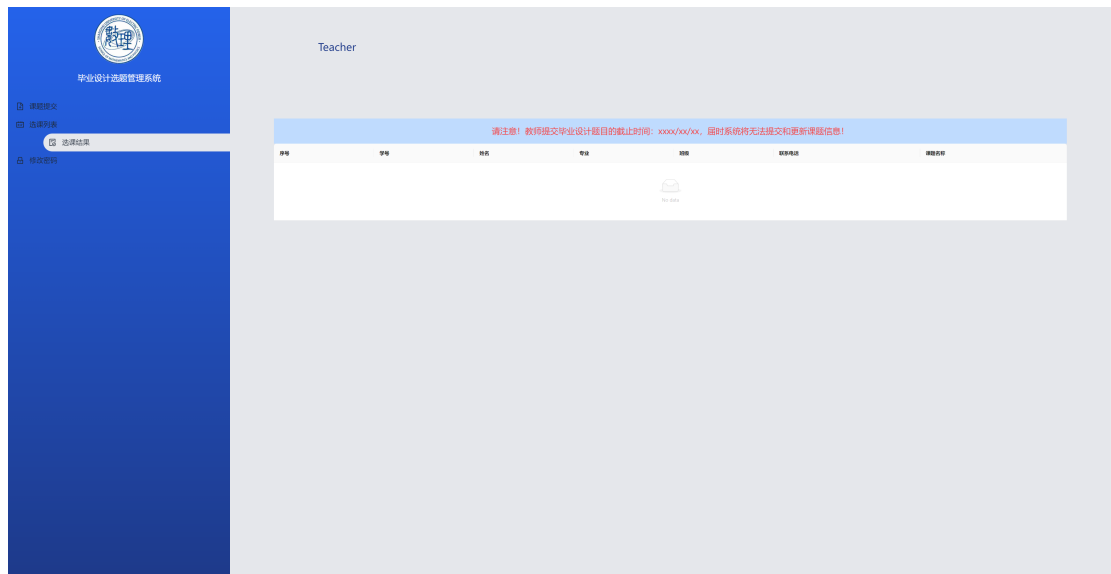 數理
毕业设计选题管理系统
课题提交
选课列表
选课结果
修改密码
Teacher
请注意！教师提交毕业设计题目的截止时间：xxxx/xx/xx，届时系统将无法提交和更新课题信息！
序号 学号 姓名 专业 班级 联系电话 课题名称
No data